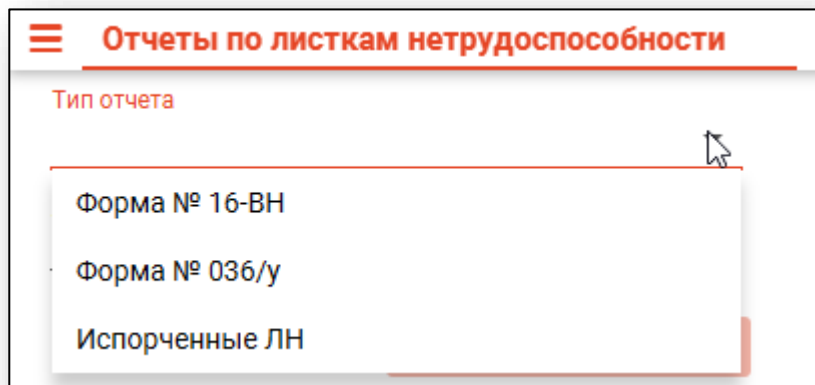 Отчеты по листкам нетрудоспособности
Тип отчета
Форма № 16-ВН
Форма № 036/у
Испорченные ЛН